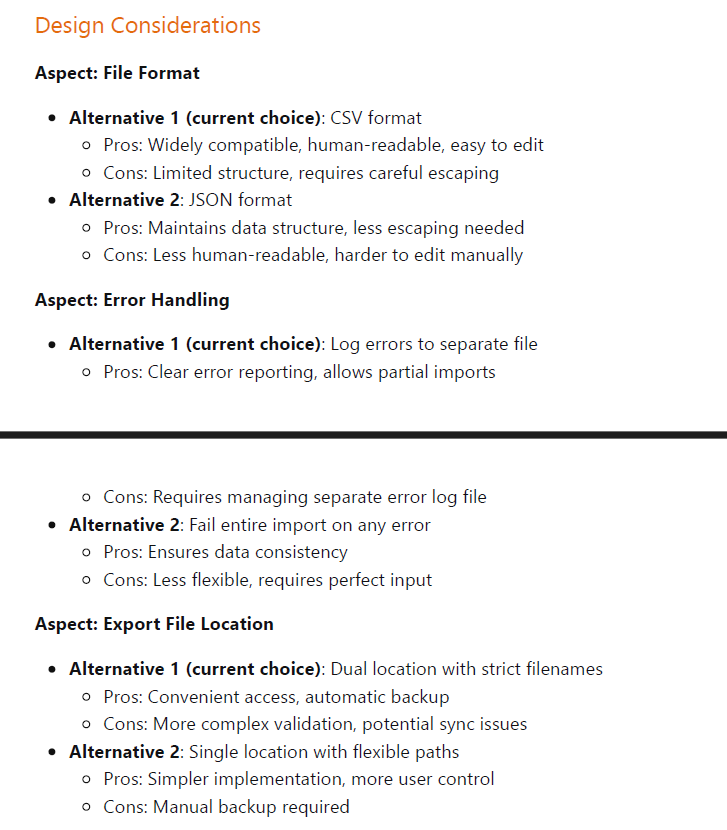 Design Considerations
Aspect: File Format
Alternative 1 (current choice): CSV format
Pros: Widely compatible, human-readable, easy to edit
Cons: Limited structure, requires careful escaping
Alternative 2: JSON format
Pros: Maintains data structure, less escaping needed
Cons: Less human-readable, harder to edit manually
Aspect: Error Handling
Alternative 1 (current choice): Log errors to separate file
Pros: Clear error reporting, allows partial imports
Cons: Requires managing separate error log file
Alternative 2: Fail entire import on any error
Pros: Ensures data consistency
Cons: Less flexible, requires perfect input
Aspect: Export File Location
Alternative 1 (current choice): Dual location with strict filenames
Pros: Convenient access, automatic backup
Cons: More complex validation, potential sync issues
Alternative 2: Single location with flexible paths
Pros: Simpler implementation, more user control
Cons: Manual backup required